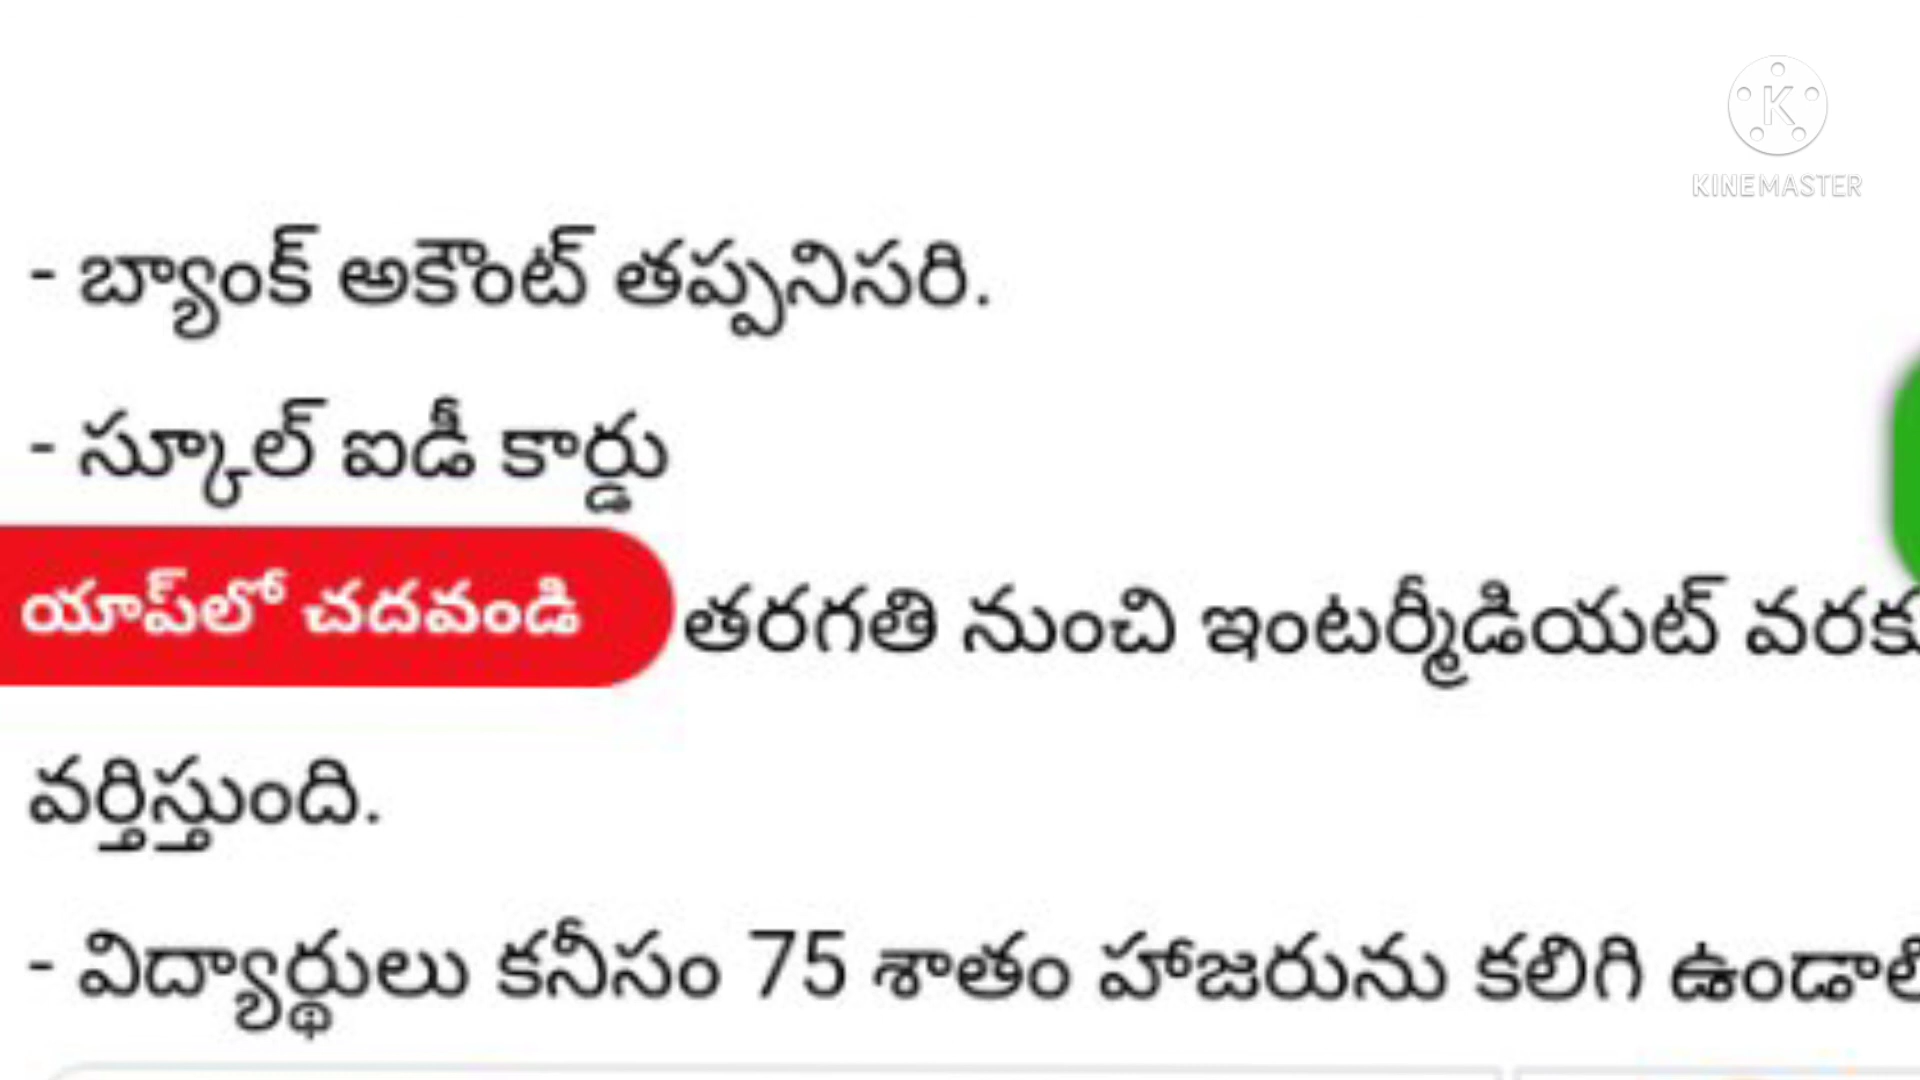 KINEMASTER
- బ్యాంక్ అకౌంట్ తప్పనిసరి.
- స్కూల్ ఐడీ కార్డు
యాప్‌లో చదవండి తరగతి నుంచి ఇంటర్మీడియట్ వరకు
వర్తిస్తుంది.
- విద్యార్థులు కనీసం 75 శాతం హాజరును కలిగి